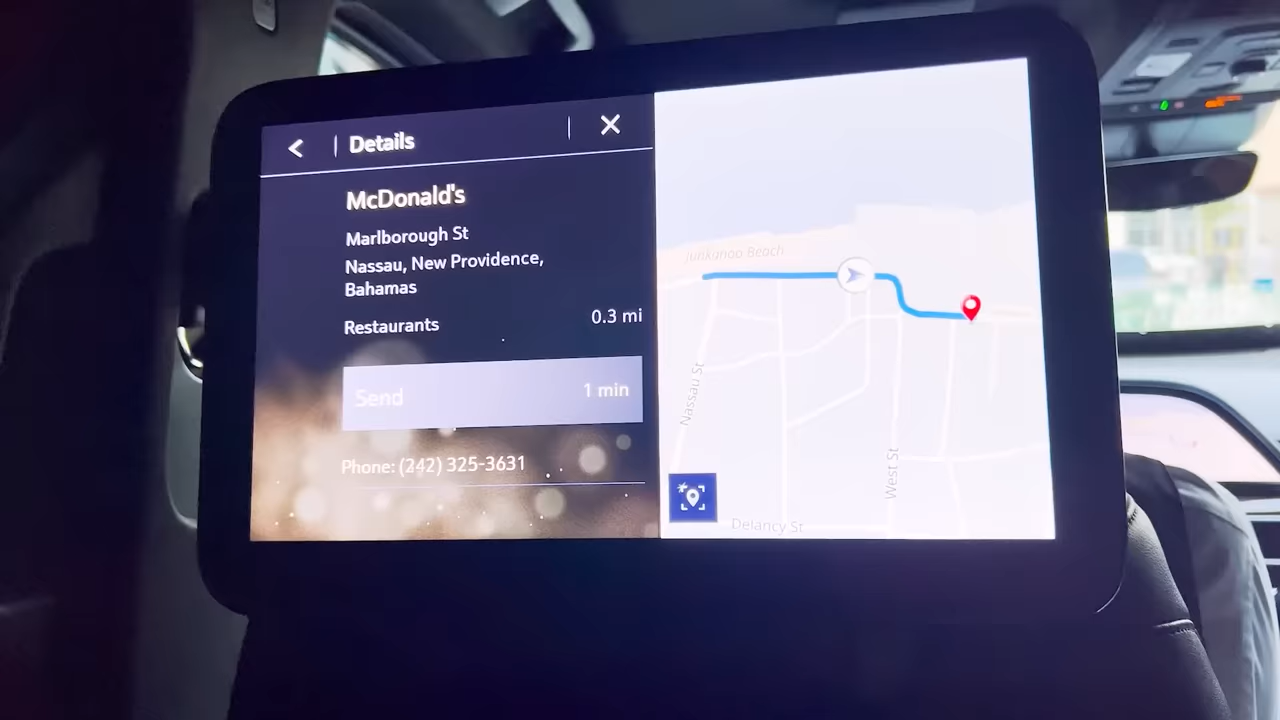 Details
McDonald's
Marlborough St
Nassau, New Providence,
Bahamas
Restaurants
0.3 mi
Send
1 min
Phone: (242) 325-3631
Junkanoo Beach
Nassau St
West St
Delancy St